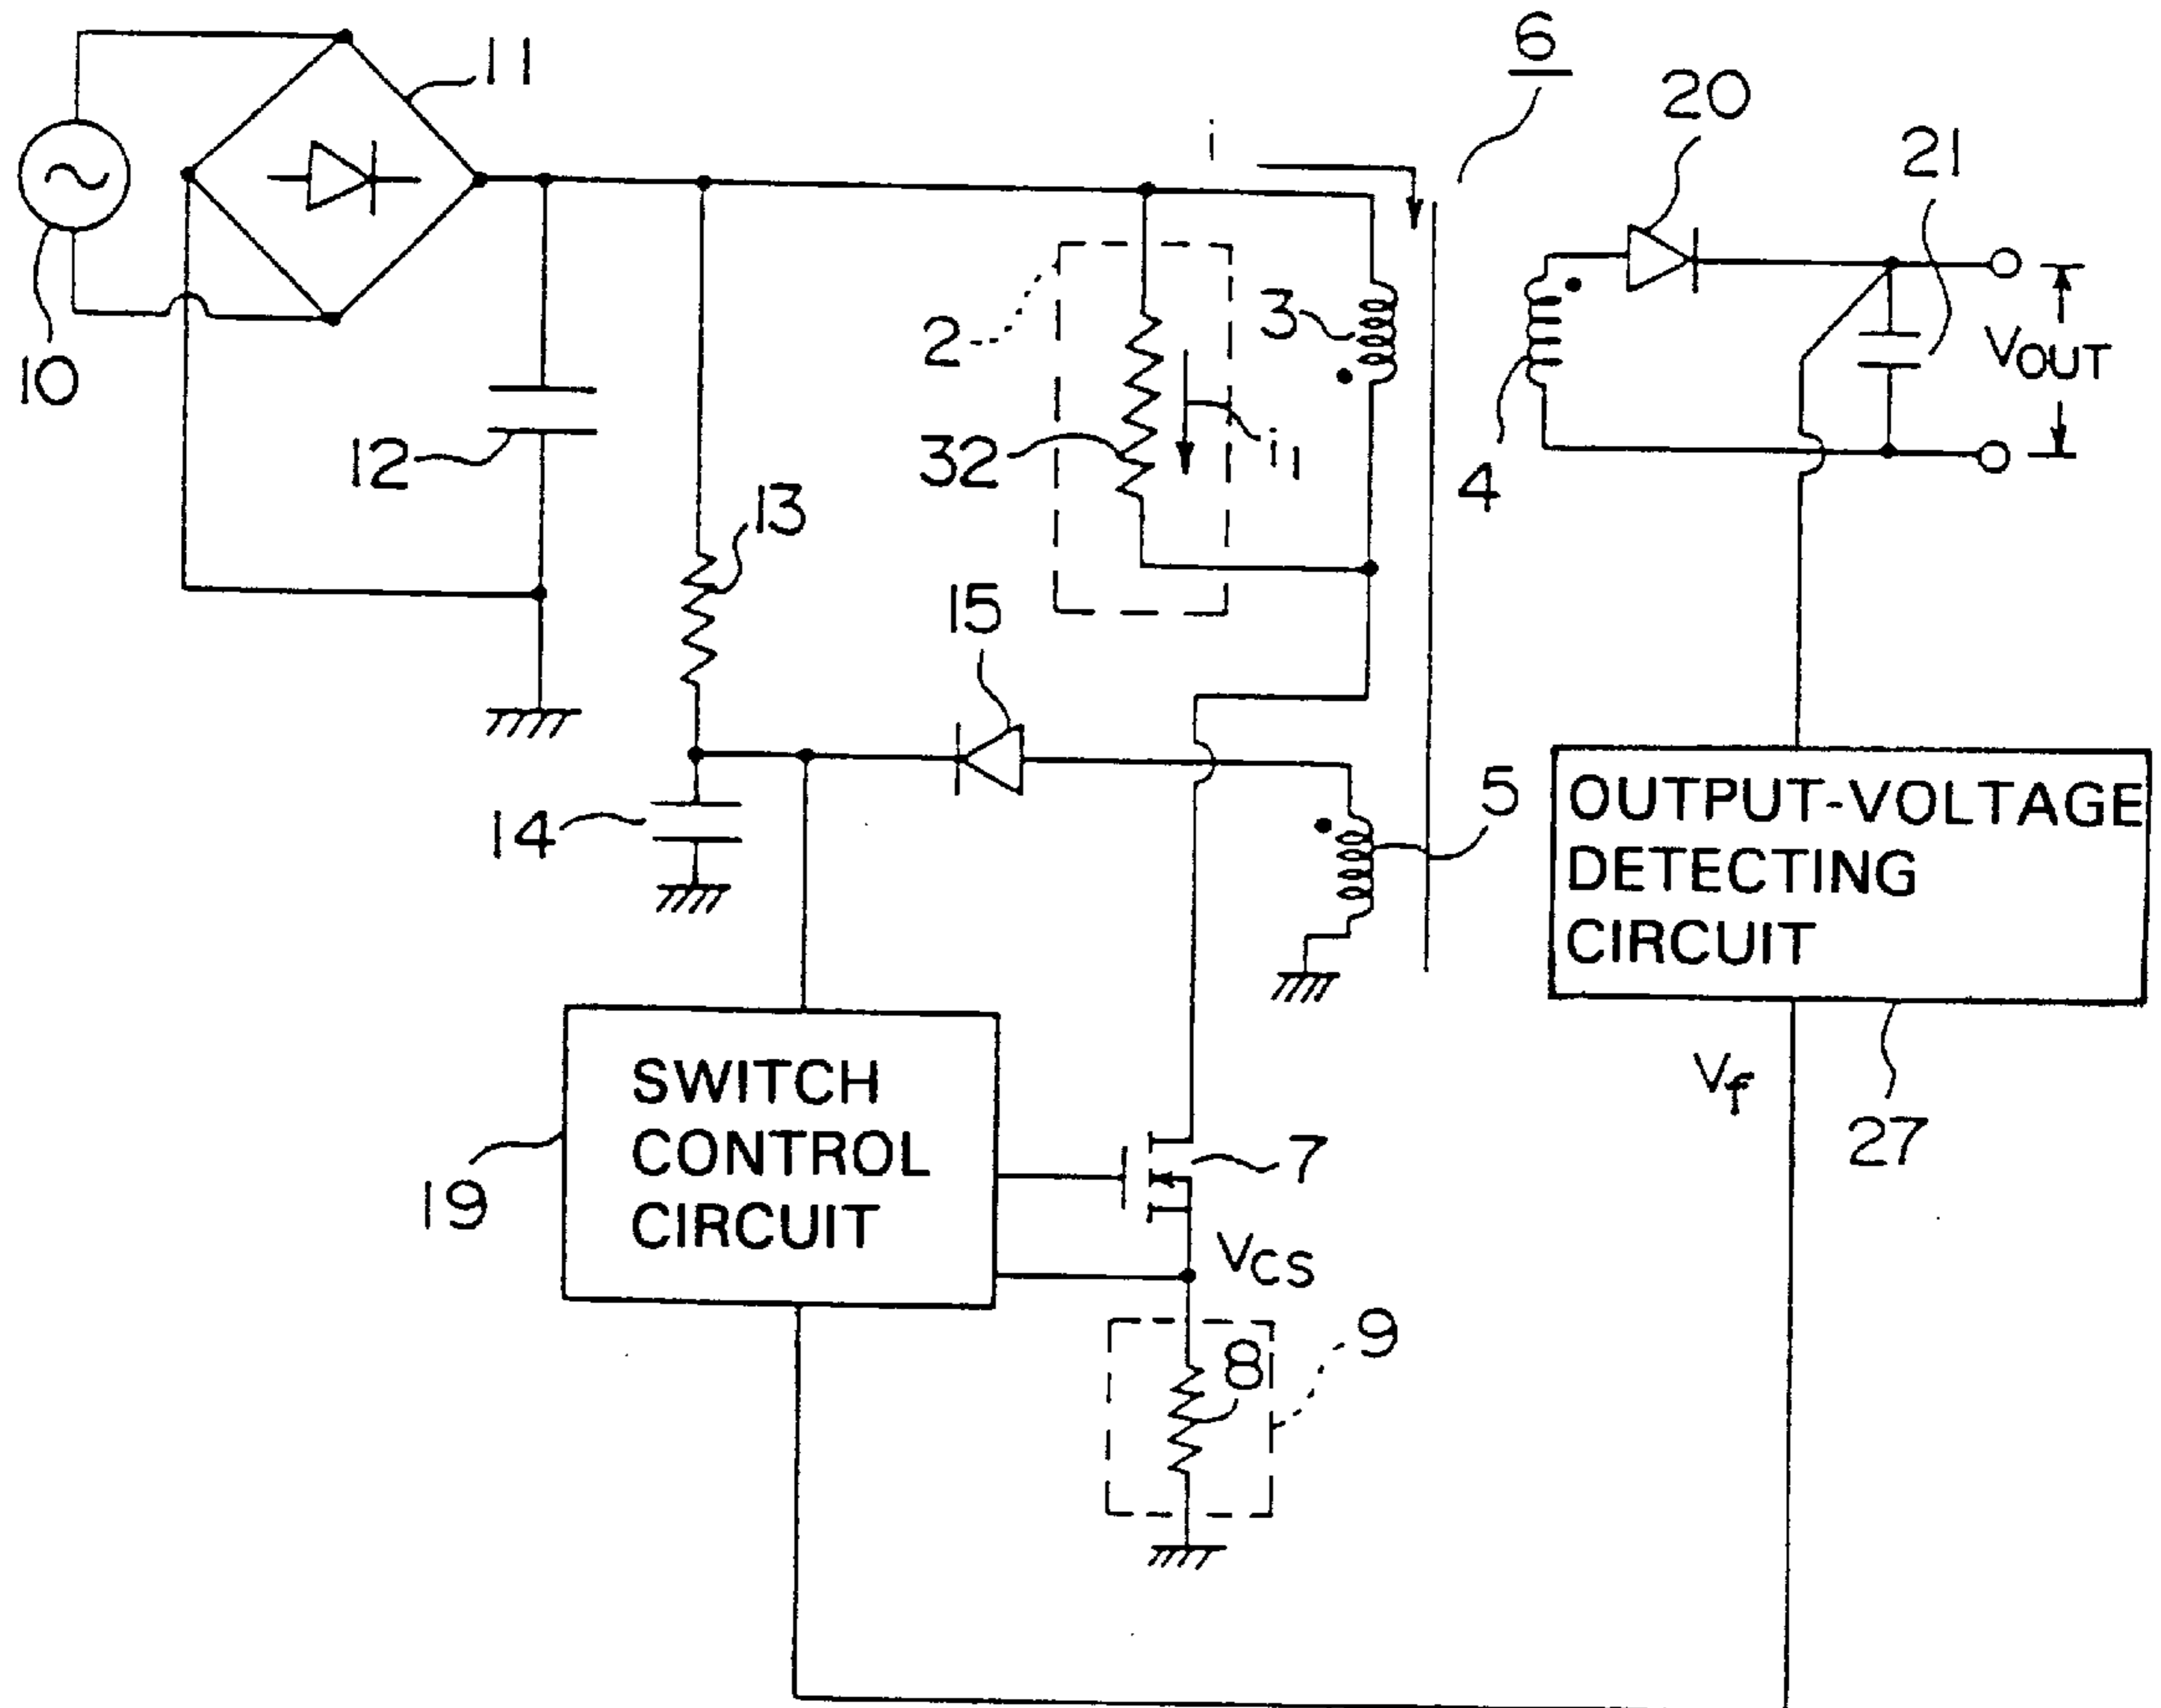 6
11
20
i
21
2
3
VOUT
10
12
32
i1
4
13
15
14
5
OUTPUT-VOLTAGE
DETECTING
CIRCUIT
SWITCH
CONTROL
CIRCUIT
Vf
27
7
19
VCS
9
8